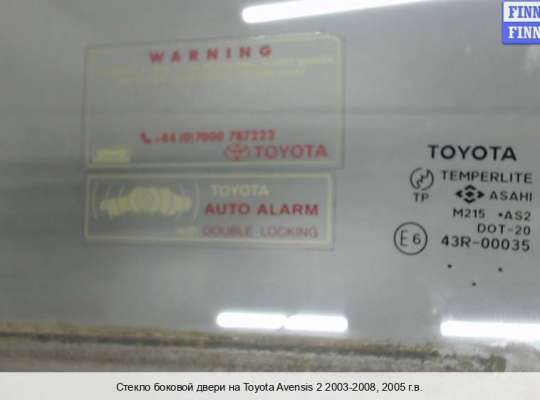 FINN
FINN
WARNING
+44 (0)7000 787222
TOYOTA
TOYOTA
AUTO ALARM
DOUBLE LOCKING
TOYOTA
TEMPERLITE
TP
ASAHI
M215 •AS2
DOT-20
E6 43R-00035
Стекло боковой двери на Toyota Avensis 2 2003-2008, 2005 г.в.